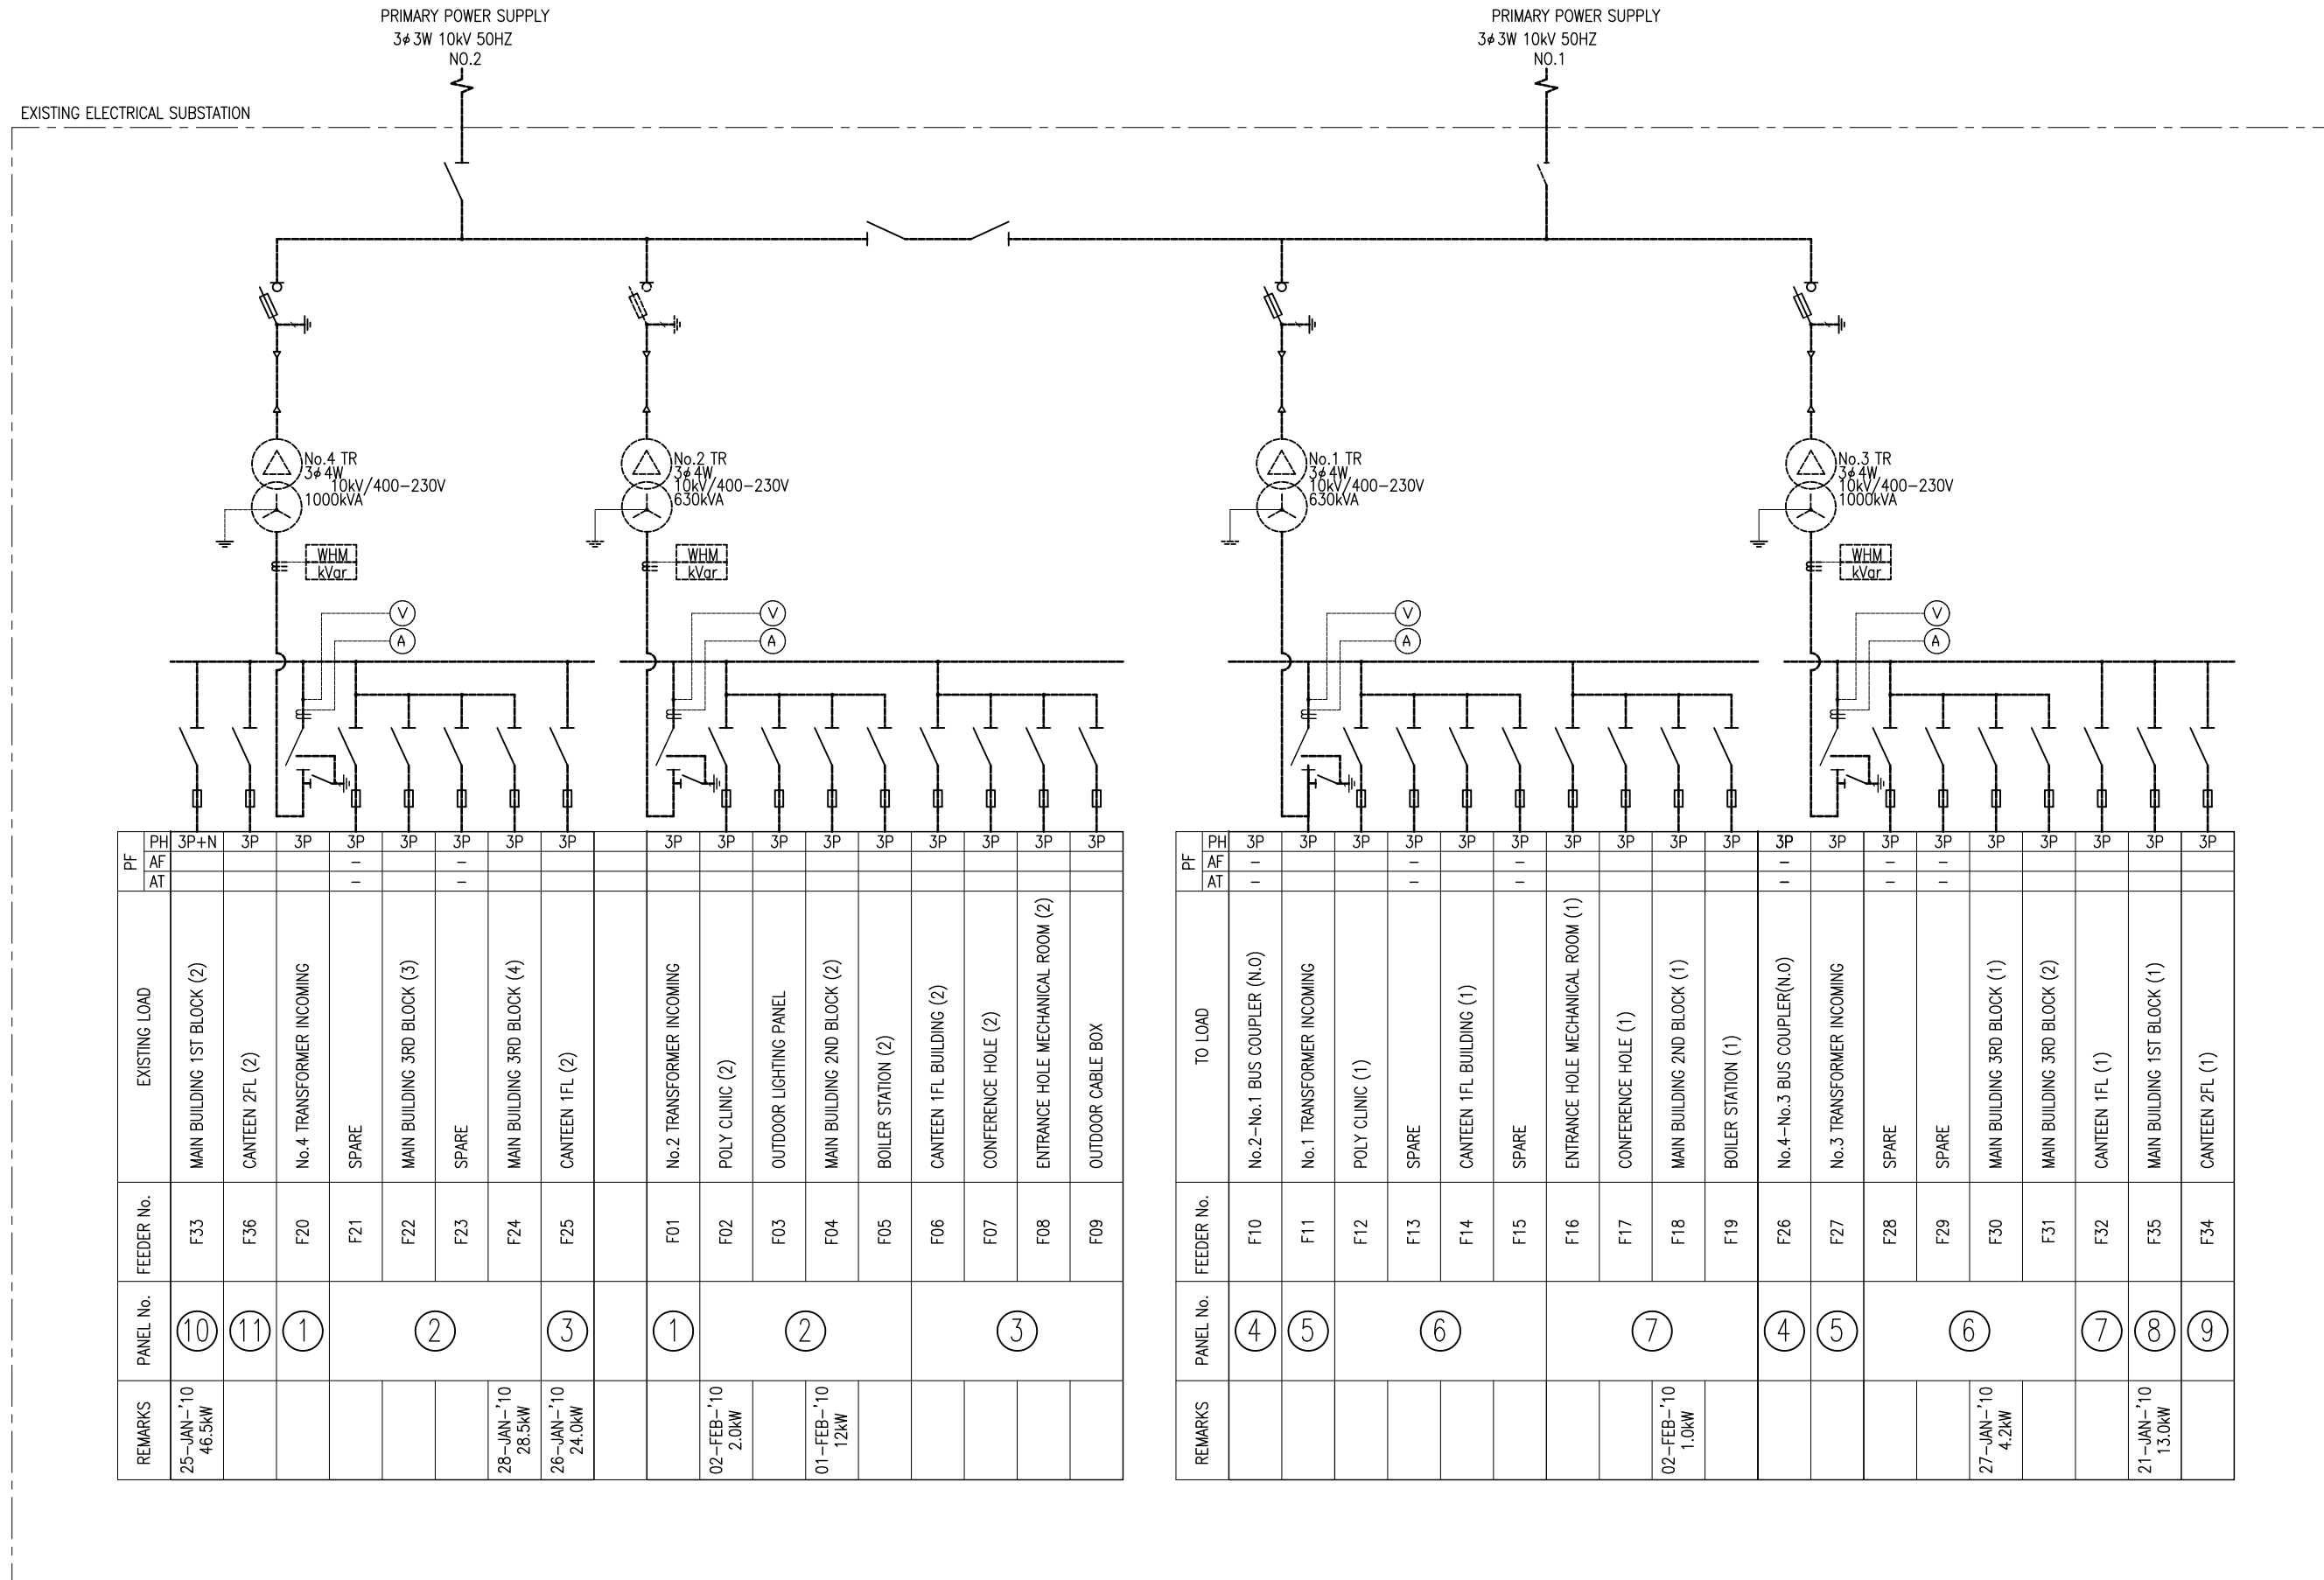 PRIMARY POWER SUPPLY
3ø3W 10kV 50HZ
NO.2
PRIMARY POWER SUPPLY
3ø3W 10kV 50HZ
NO.1
EXISTING ELECTRICAL SUBSTATION
No.4 TR
3ø4W
10kV/400-230V
1000kVA
No.2 TR
3ø4W
10kV/400-230V
630kVA
No.1 TR
3ø4W
10kV/400-230V
630kVA
No.3 TR
3ø4W
10kV/400-230V
1000kVA
WHM
kVar
WHM
kVar
WHM
kVar
V
A
V
A
V
A
V
A
PF
PH 3P+N 3P 3P 3P 3P 3P 3P 3P 3P 3P 3P 3P 3P 3P 3P 3P 3P
AF - -
AT - -
EXISTING LOAD
MAIN BUILDING 1ST BLOCK (2)
CANTEEN 2FL (2)
No.4 TRANSFORMER INCOMING
SPARE
MAIN BUILDING 3RD BLOCK (3)
SPARE
MAIN BUILDING 3RD BLOCK (4)
CANTEEN 1FL (2)
No.2 TRANSFORMER INCOMING
POLY CLINIC (2)
OUTDOOR LIGHTING PANEL
MAIN BUILDING 2ND BLOCK (2)
BOILER STATION (2)
CANTEEN 1FL BUILDING (2)
CONFERENCE HOLE (2)
ENTRANCE HOLE MECHANICAL ROOM (2)
OUTDOOR CABLE BOX
FEEDER No. F33 F36 F20 F21 F22 F23 F24 F25 F01 F02 F03 F04 F05 F06 F07 F08 F09
PANEL No. 10 11 1 2 3 1 2 3
REMARKS
25-JAN-'10
46.5kW
28-JAN-'10
28.5kW
26-JAN-'10
24.0kW
02-FEB-'10
2.0kW
01-FEB-'10
12kW
PF
PH 3P 3P 3P 3P 3P 3P 3P 3P 3P 3P 3P 3P 3P 3P 3P 3P 3P 3P 3P
AF - - - - - -
AT - - - - - -
TO LOAD
No.2-No.1 BUS COUPLER (N.O)
No.1 TRANSFORMER INCOMING
POLY CLINIC (1)
SPARE
CANTEEN 1FL BUILDING (1)
SPARE
ENTRANCE HOLE MECHANICAL ROOM (1)
CONFERENCE HOLE (1)
MAIN BUILDING 2ND BLOCK (1)
BOILER STATION (1)
No.4-No.3 BUS COUPLER(N.O)
No.3 TRANSFORMER INCOMING
SPARE
SPARE
MAIN BUILDING 3RD BLOCK (1)
MAIN BUILDING 3RD BLOCK (2)
CANTEEN 1FL (1)
MAIN BUILDING 1ST BLOCK (1)
CANTEEN 2FL (1)
FEEDER No. F10 F11 F12 F13 F14 F15 F16 F17 F18 F19 F26 F27 F28 F29 F30 F31 F32 F35 F34
PANEL No. 4 5 6 7 4 5 6 7 8 9
REMARKS
02-FEB-'10
1.0kW
27-JAN-'10
4.2kW
21-JAN-'10
13.0kW